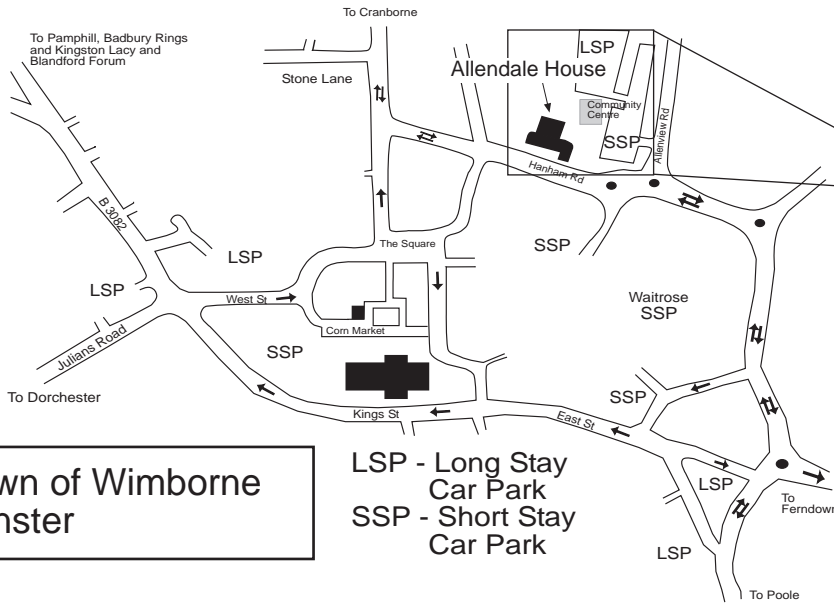 To Cranborne
To Pamphill, Badbury Rings
and Kingston Lacy and
Blandford Forum
LSP
Stone Lane
Allendale House
Community
Centre
SSP
Allenview Rd
Hanham Rd
B 3082
The Square
SSP
LSP
LSP
West St
Waitrose
SSP
Corn Market
Julians Road
SSP
To Dorchester
SSP
Kings St
East St
wn of Wimborne
nster
LSP - Long Stay
Car Park
SSP - Short Stay
Car Park
LSP
To
Ferndown
LSP
To Poole